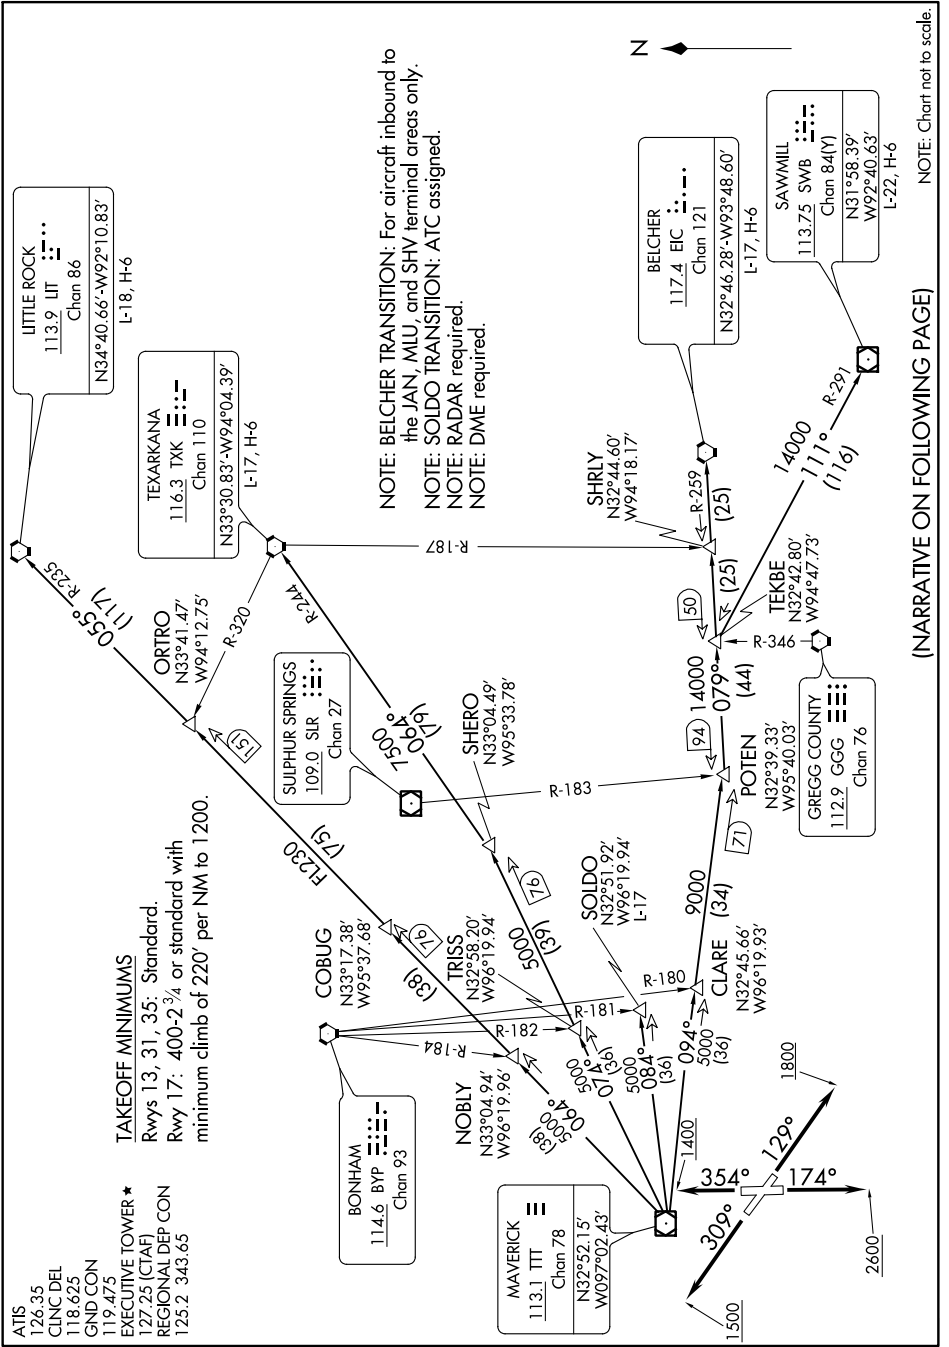 ATIS
126.35
CLNC DEL
118.625
GND CON
119.475
EXECUTIVE TOWER ★
127.25 (CTAF)
REGIONAL DEP CON
125.2 343.65
TAKEOFF MINIMUMS
Rwys 13, 31, 35: Standard.
Rwy 17: 400-2 3/4 or standard with
minimum climb of 220' per NM to 1200.
LITTLE ROCK
113.9 LIT
Chan 86
N34°40.66'-W92°10.83'
L-18, H-6
TEXARKANA
116.3 TXK
Chan 110
N33°30.83'-W94°04.39'
L-17, H-6
NOTE: BELCHER TRANSITION: For aircraft inbound to
the JAN, MLU, and SHV terminal areas only.
NOTE: SOLDO TRANSITION: ATC assigned.
NOTE: RADAR required.
NOTE: DME required.
N
R-235
055°
(117)
ORTRO
N33°41.47'
W94°12.75'
R-320
151
FL230
(75)
COBUG
N33°17.38'
W95°37.68'
76
(38)
SULPHUR SPRINGS
109.0 SLR
Chan 27
R-244
7500
064°
(79)
SHERO
N33°04.49'
W95°33.78'
76
5000
(39)
TRISS
N32°58.20'
W96°19.94'
SOLDO
N32°51.92'
W96°19.94'
L-17
BONHAM
114.6 BYP
Chan 93
R-184
R-182
R-181
R-180
R-183
R-187
NOBLY
N33°04.94'
W96°19.96'
064°
5000
(38)
5000
074°
(36)
5000
084°
(36)
094°
5000
(36)
CLARE
N32°45.66'
W96°19.93'
9000
(34)
71
94
POTEN
N32°39.33'
W95°40.03'
14000
079°
(44)
50
R-346
GREGG COUNTY
112.9 GGG
Chan 76
TEKBE
N32°42.80'
W94°47.73'
(25)
SHRLY
N32°44.60'
W94°18.17'
R-259
(25)
BELCHER
117.4 EIC
Chan 121
N32°46.28'-W93°48.60'
L-17, H-6
14000
111°
(116)
R-291
SAWMILL
113.75 SWB
Chan 84(Y)
N31°58.39'
W92°40.63'
L-22, H-6
MAVERICK
113.1 TTT
Chan 78
N32°52.15'
W097°02.43'
1400
354°
174°
129°
309°
1800
2600
1500
NOTE: Chart not to scale.
(NARRATIVE ON FOLLOWING PAGE)